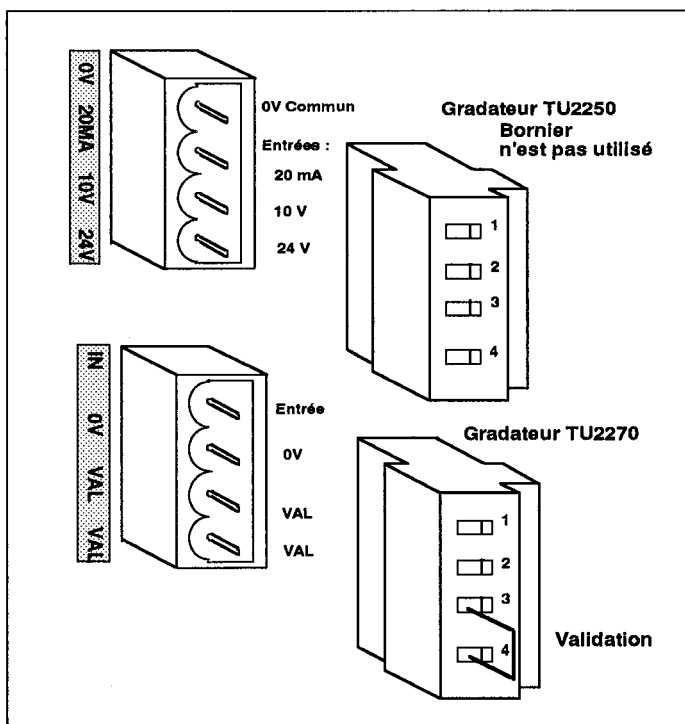 0V 20MA 10V 24V
0V Commun
Entrées :
20 mA
10 V
24 V
Gradateur TU2250
Bornier
n'est pas utilisé
1
2
3
4
IN 0V VAL VAL
Entrée
0V
VAL
VAL
Gradateur TU2270
1
2
3
4
Validation